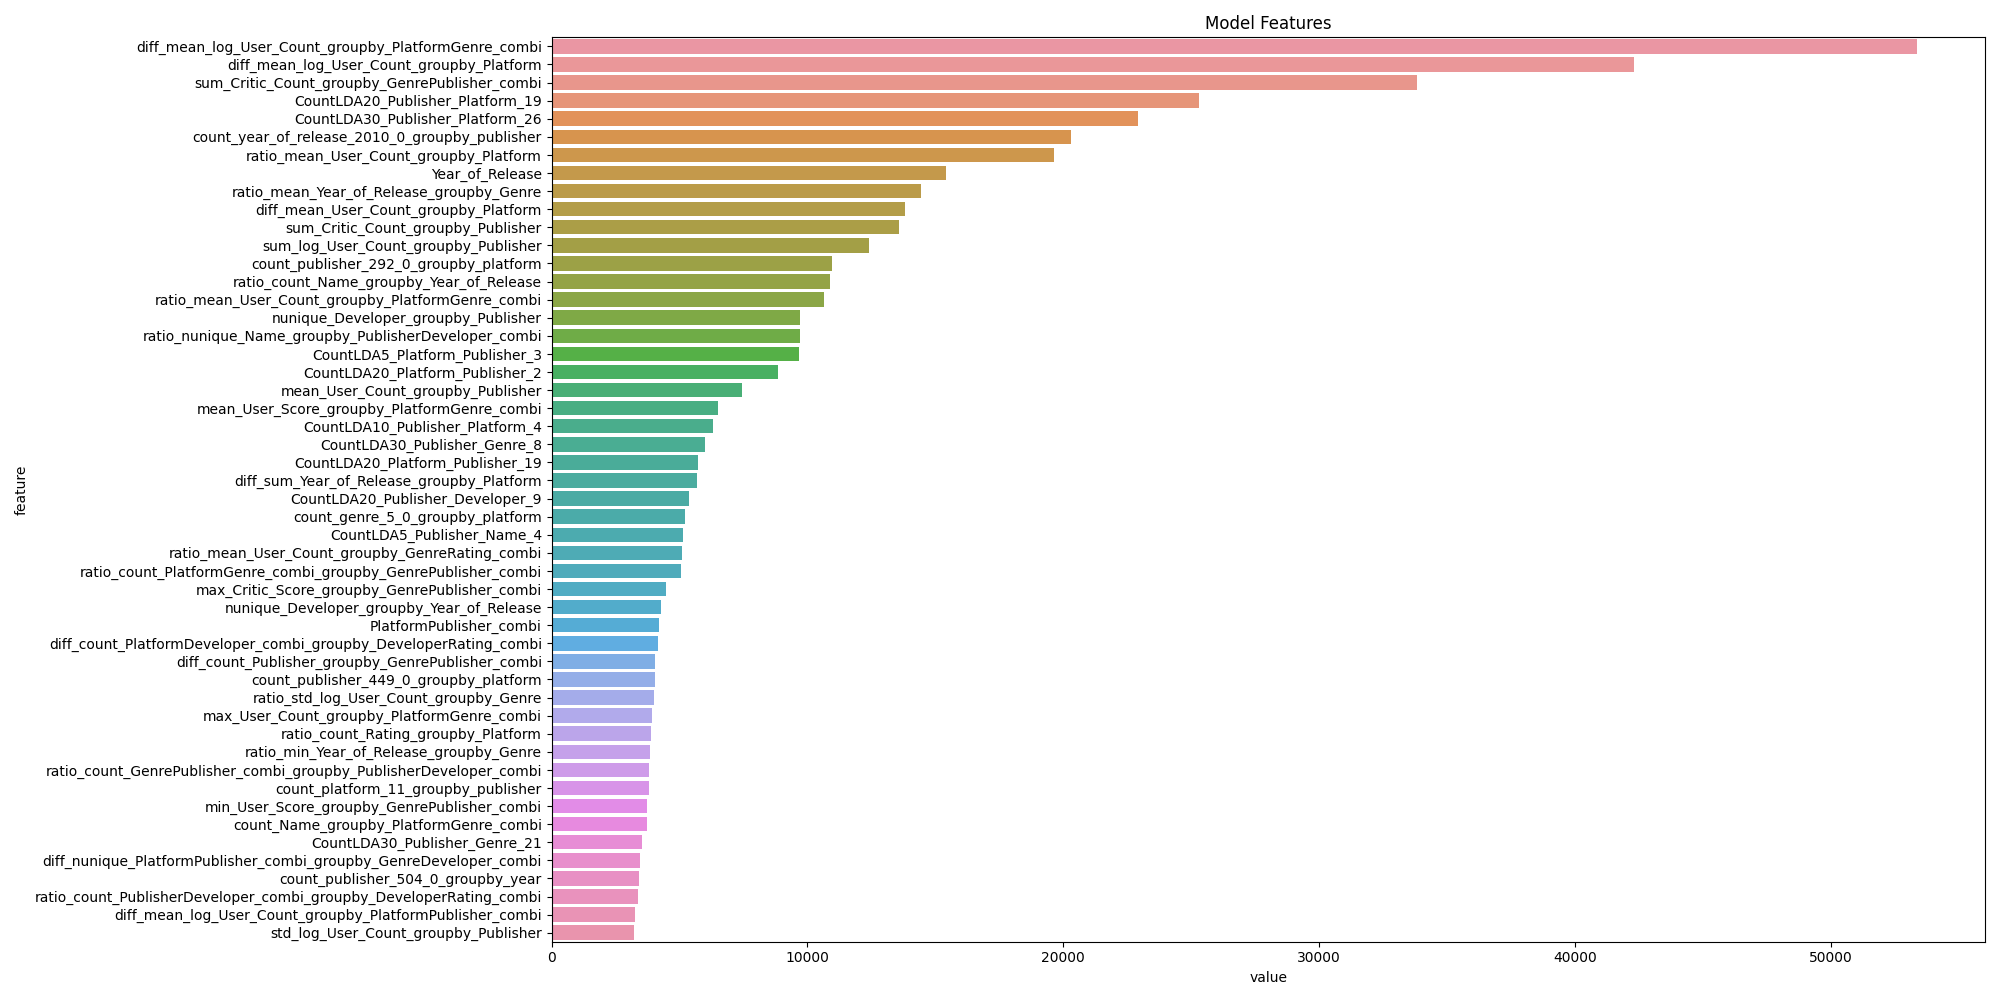 Model Features
feature
diff_mean_log_User_Count_groupby_PlatformGenre_combi
diff_mean_log_User_Count_groupby_Platform
sum_Critic_Count_groupby_GenrePublisher_combi
CountLDA20_Publisher_Platform_19
CountLDA30_Publisher_Platform_26
count_year_of_release_2010_0_groupby_publisher
ratio_mean_User_Count_groupby_Platform
Year_of_Release
ratio_mean_Year_of_Release_groupby_Genre
diff_mean_User_Count_groupby_Platform
sum_Critic_Count_groupby_Publisher
sum_log_User_Count_groupby_Publisher
count_publisher_292_0_groupby_platform
ratio_count_Name_groupby_Year_of_Release
ratio_mean_User_Count_groupby_PlatformGenre_combi
nunique_Developer_groupby_Publisher
ratio_nunique_Name_groupby_PublisherDeveloper_combi
CountLDA5_Platform_Publisher_3
CountLDA20_Platform_Publisher_2
mean_User_Count_groupby_Publisher
mean_User_Score_groupby_PlatformGenre_combi
CountLDA10_Publisher_Platform_4
CountLDA30_Publisher_Genre_8
CountLDA20_Platform_Publisher_19
diff_sum_Year_of_Release_groupby_Platform
CountLDA20_Publisher_Developer_9
count_genre_5_0_groupby_platform
CountLDA5_Publisher_Name_4
ratio_mean_User_Count_groupby_GenreRating_combi
ratio_count_PlatformGenre_combi_groupby_GenrePublisher_combi
max_Critic_Score_groupby_GenrePublisher_combi
nunique_Developer_groupby_Year_of_Release
PlatformPublisher_combi
diff_count_PlatformDeveloper_combi_groupby_DeveloperRating_combi
diff_count_Publisher_groupby_GenrePublisher_combi
count_publisher_449_0_groupby_platform
ratio_std_log_User_Count_groupby_Genre
max_User_Count_groupby_PlatformGenre_combi
ratio_count_Rating_groupby_Platform
ratio_min_Year_of_Release_groupby_Genre
ratio_count_GenrePublisher_combi_groupby_PublisherDeveloper_combi
count_platform_11_groupby_publisher
min_User_Score_groupby_GenrePublisher_combi
count_Name_groupby_PlatformGenre_combi
CountLDA30_Publisher_Genre_21
diff_nunique_PlatformPublisher_combi_groupby_GenreDeveloper_combi
count_publisher_504_0_groupby_year
ratio_count_PublisherDeveloper_combi_groupby_DeveloperRating_combi
diff_mean_log_User_Count_groupby_PlatformPublisher_combi
std_log_User_Count_groupby_Publisher
0 10000 20000 30000 40000 50000
value